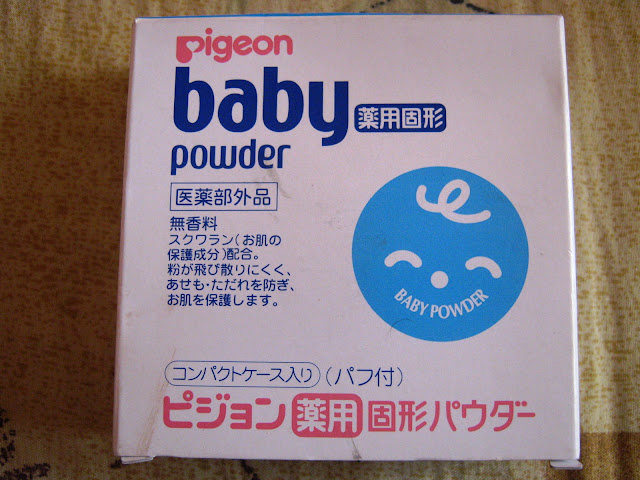 pigeon
baby 薬用固形
powder
医薬部外品
無香料
スクワラン(お肌の
保護成分)配合。
粉が飛び散りにくく、
あせも・ただれを防ぎ、
お肌を保護します。
BABY POWDER
コンパクトケース入り (パフ付)
ピジョン 薬用 固形パウダー